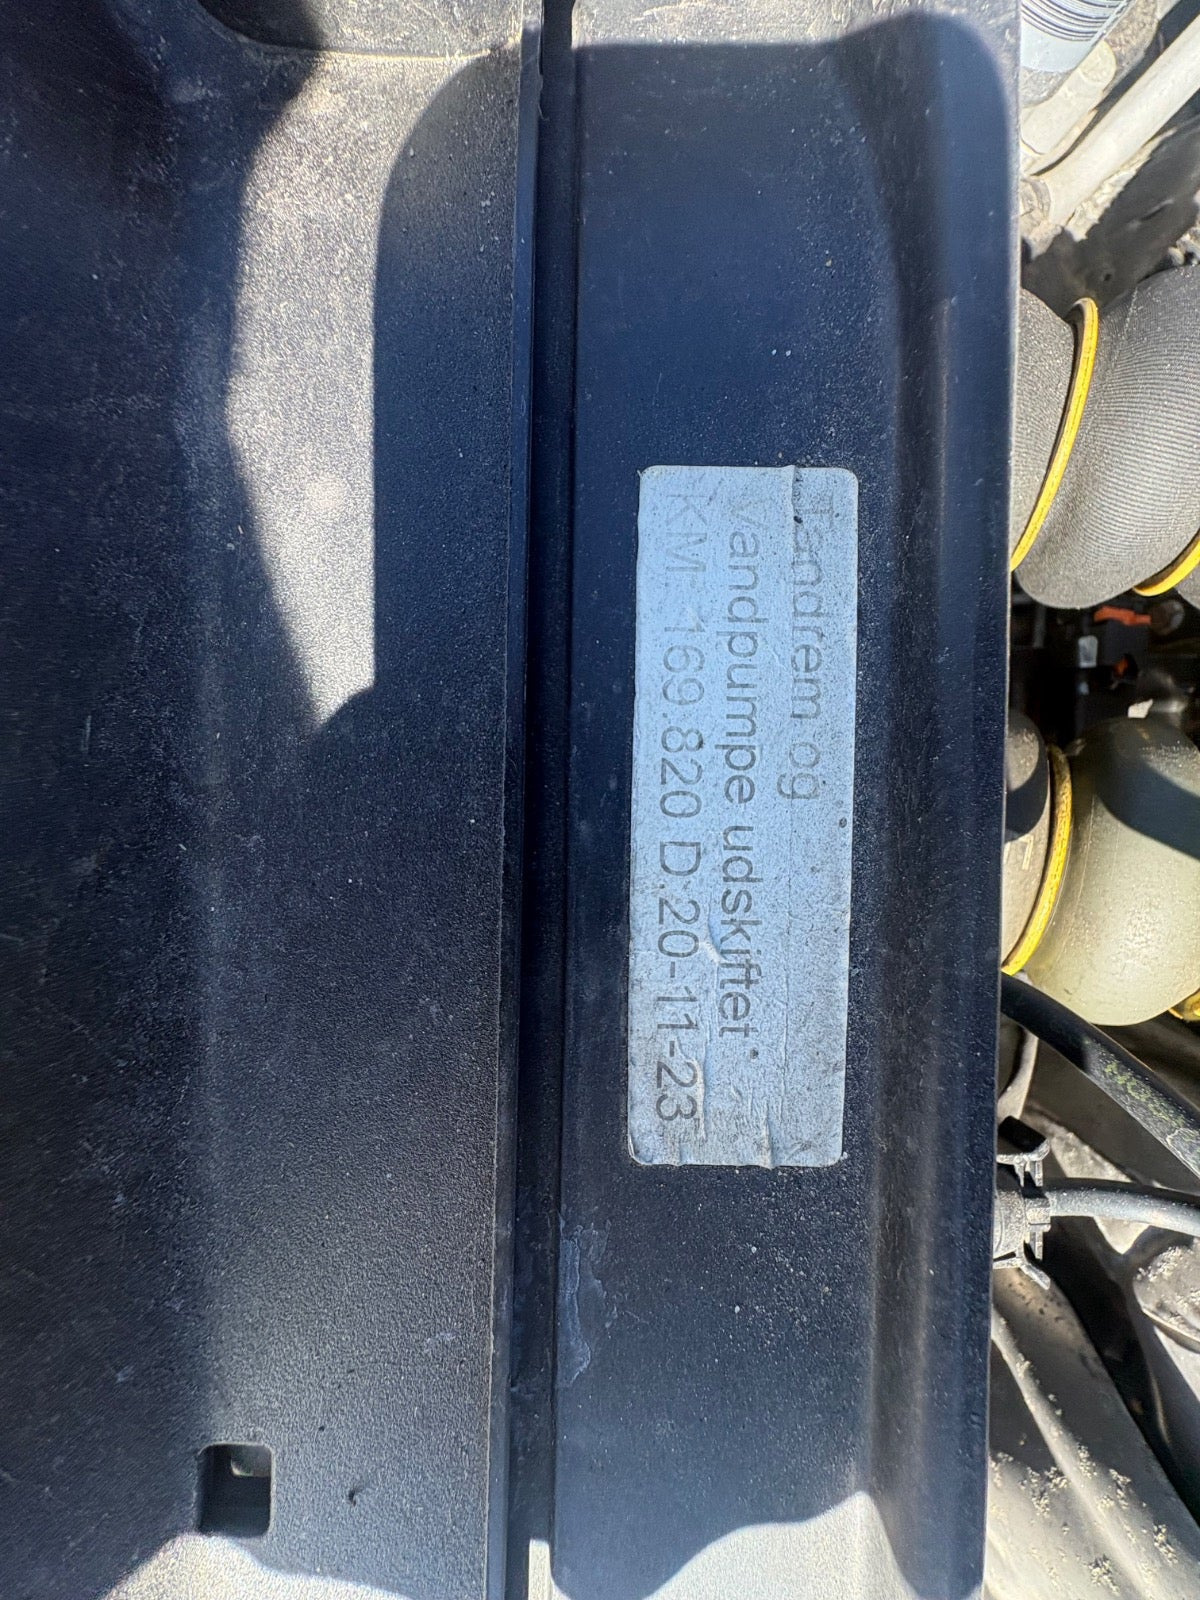 Tandrem og
Vandpumpe udskiftet
KM 169.820 D.20-11-23